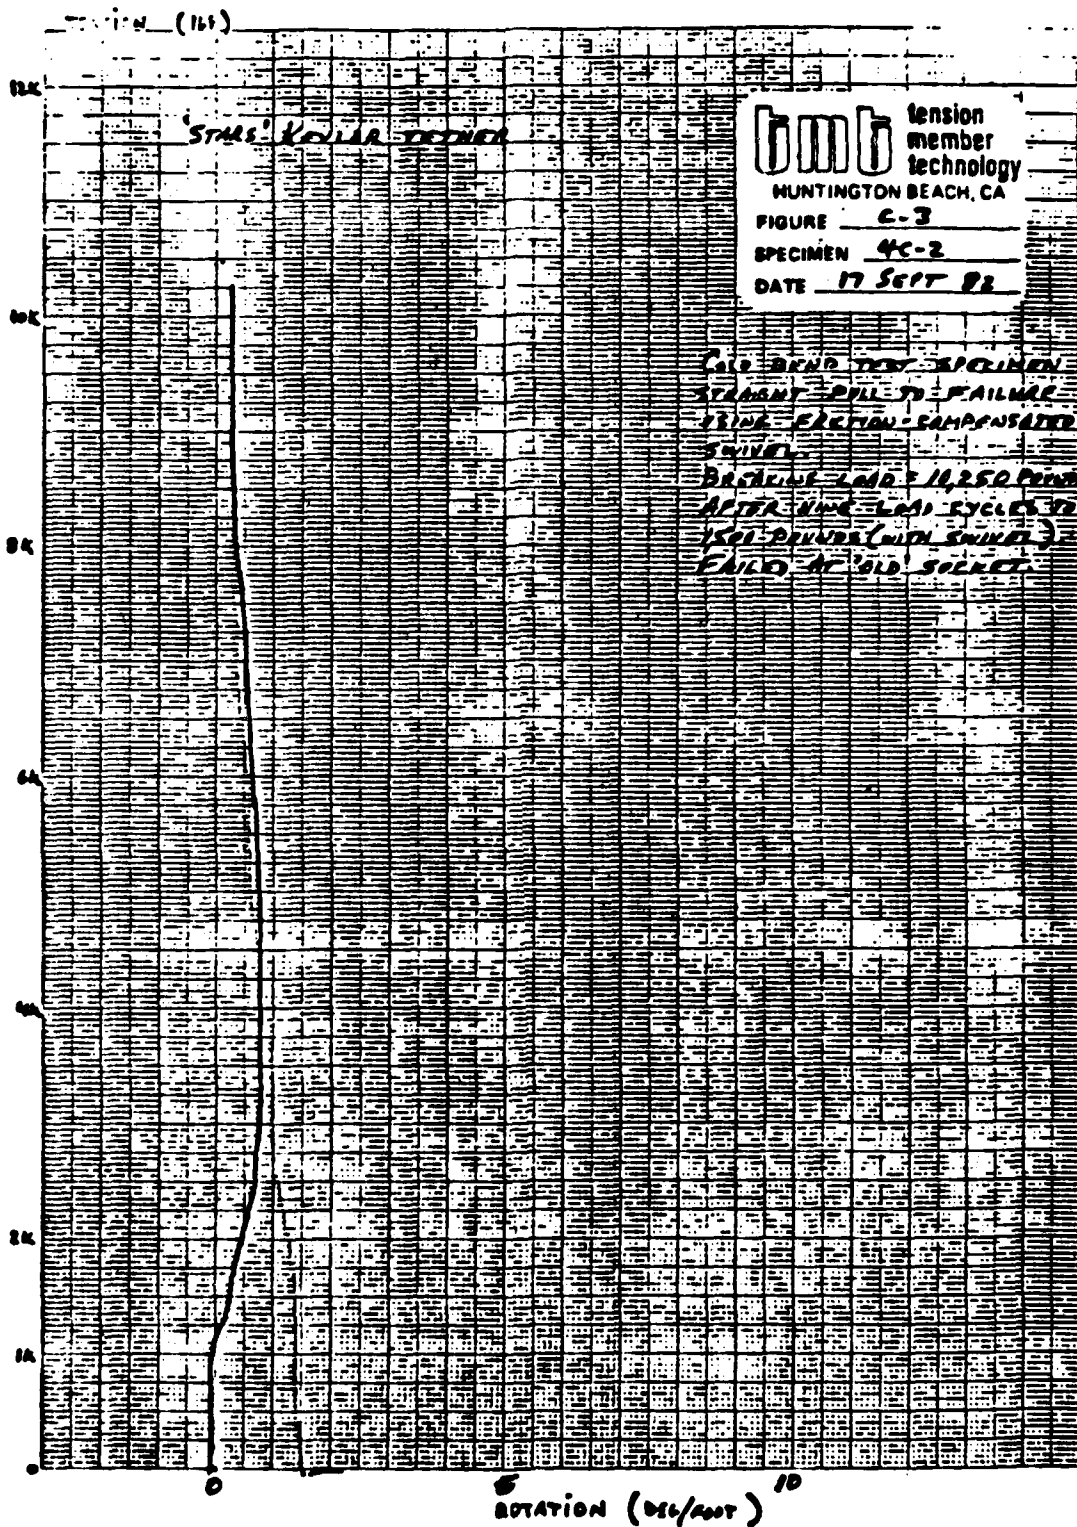 (lbf)
12K
'STARS' KEVLAR TETHER
tmt tension
member
technology
HUNTINGTON BEACH, CA
FIGURE C-3
SPECIMEN 4C-2
DATE 17 SEPT 82
10K
COLD BEND TEST SPECIMEN
STRAIGHT PULL TO FAILURE
USING FRICTION-COMPENSATED
SWIVEL.
BREAKING LOAD = 10,250 POUNDS
AFTER NINE LOAD CYCLES TO
1500 POUNDS (WITH SWIVEL)
FAILED AT 'OLD' SOCKET.
8K
6K
4K
2K
1K
0
0 5 10
ROTATION (DEG/FOOT)